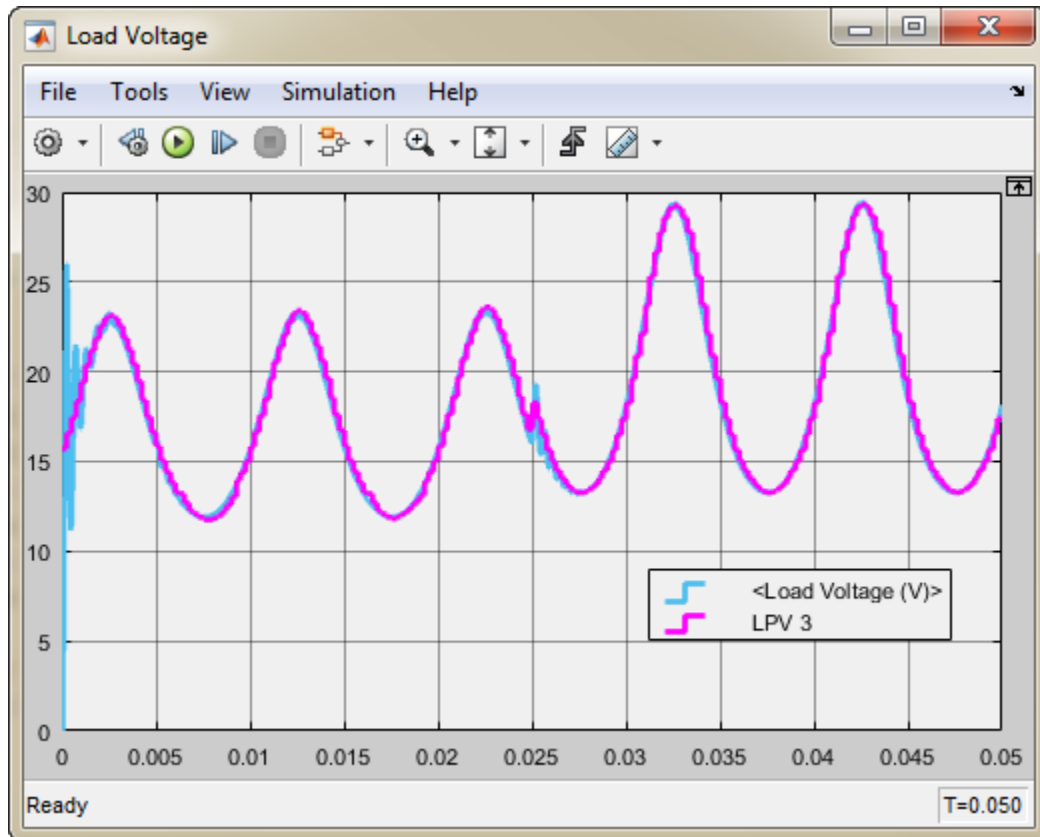 Load Voltage
File Tools View Simulation Help
30
25
20
15
10
5
0
<Load Voltage (V)>
LPV 3
0 0.005 0.01 0.015 0.02 0.025 0.03 0.035 0.04 0.045 0.05
Ready T=0.050